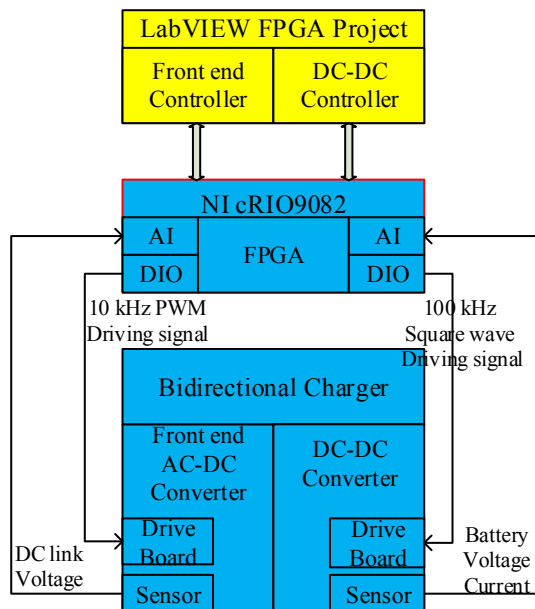 LabVIEW FPGA Project
Front end
Controller
DC-DC
Controller
NI cRIO9082
AI
DIO
FPGA
AI
DIO
10 kHz PWM
Driving signal
100 kHz
Square wave
Driving signal
Bidirectional Charger
Front end
AC-DC
Converter
DC-DC
Converter
Drive
Board
Drive
Board
DC link
Voltage
Battery
Voltage
Current
Sensor
Sensor